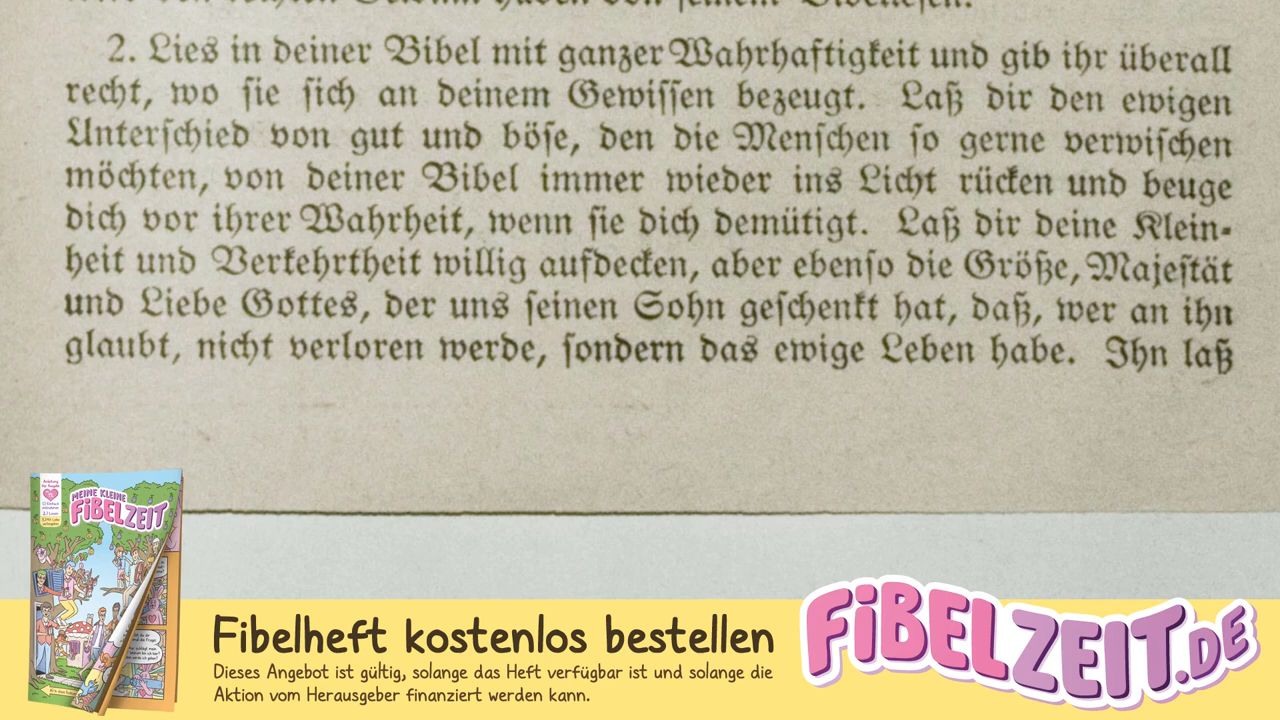 2. Lies in deiner Bibel mit ganzer Wahrhaftigkeit und gib ihr überall
recht, wo sie sich an deinem Gewissen bezeugt. Laß dir den ewigen
Unterschied von gut und böse, den die Menschen so gerne verwischen
möchten, von deiner Bibel immer wieder ins Licht rücken und beuge
dich vor ihrer Wahrheit, wenn sie dich demütigt. Laß dir deine Klein-
heit und Verkehrtheit willig aufdecken, aber ebenso die Größe, Majestät
und Liebe Gottes, der uns seinen Sohn geschenkt hat, daß, wer an ihn
glaubt, nicht verloren werde, sondern das ewige Leben habe. Ihn laß
MEINE KLEINE
FiBELZEIT
Fibelheft kostenlos bestellen
Dieses Angebot ist gültig, solange das Heft verfügbar ist und solange die
Aktion vom Herausgeber finanziert werden kann.
FiBELZEiT.DE